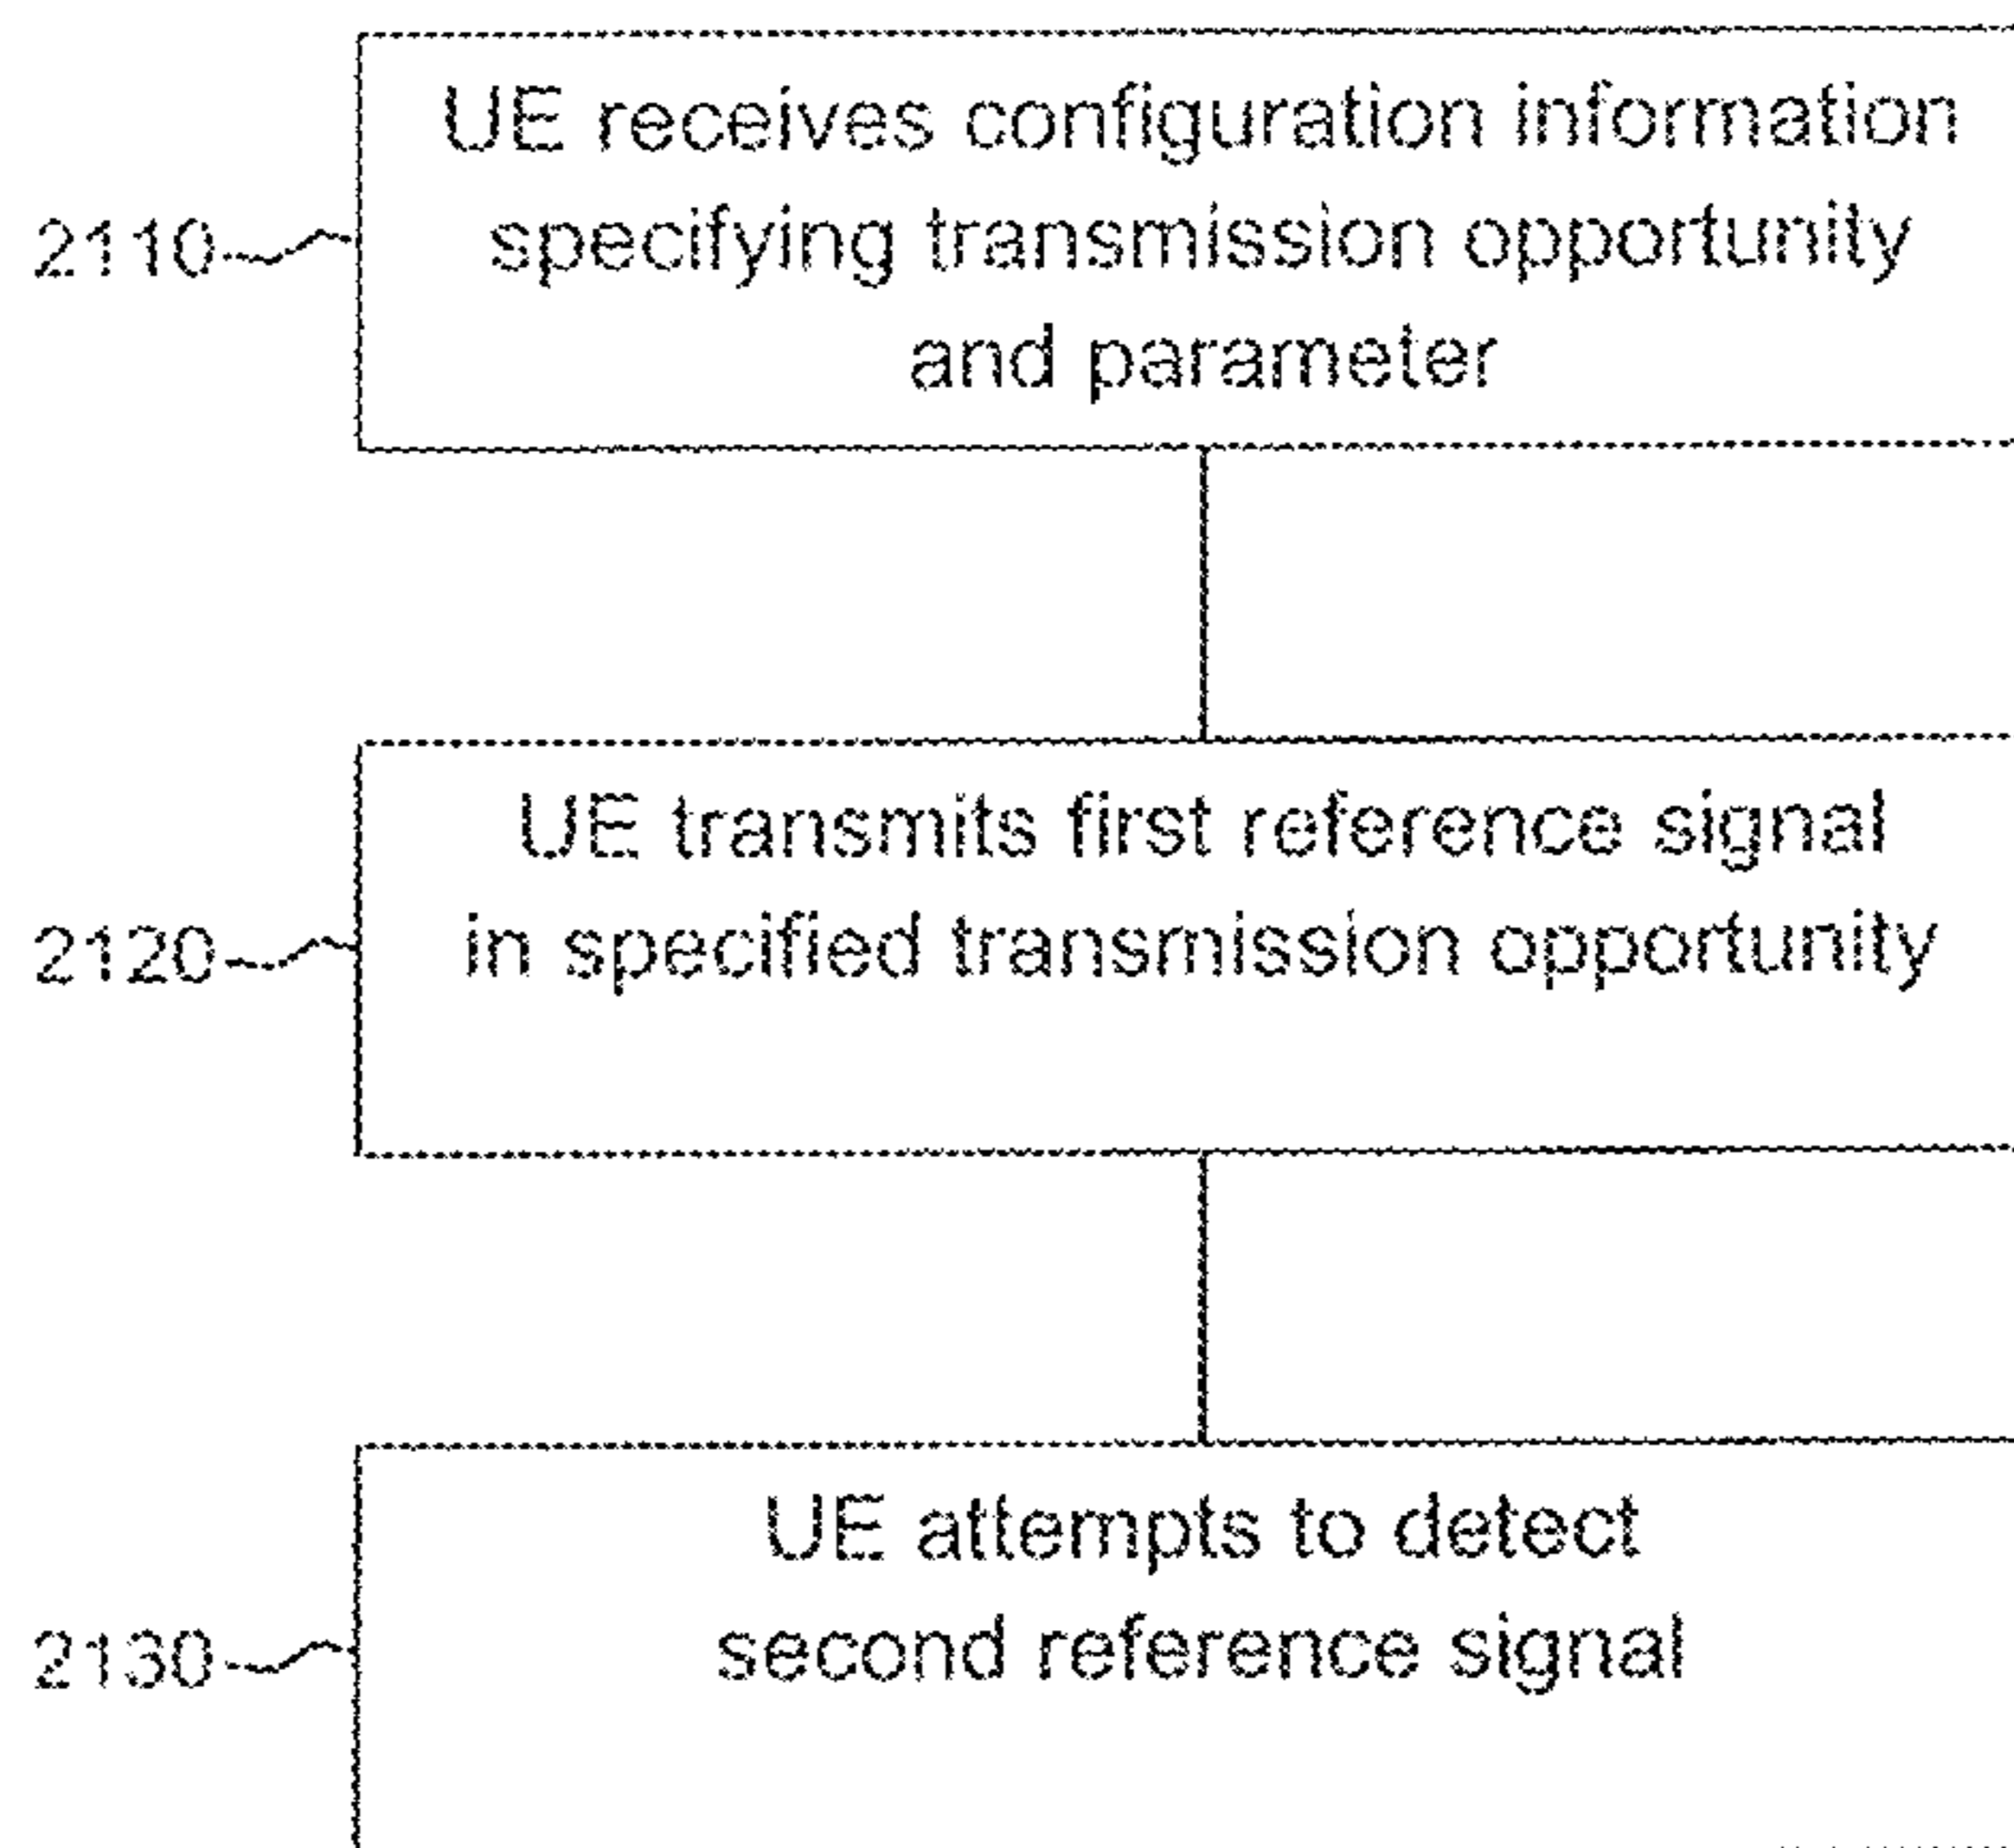 UE receives configuration information
2110 specifying transmission opportunity
and parameter
UE transmits first reference signal
2120 in specified transmission opportunity
UE attempts to detect
2130 second reference signal